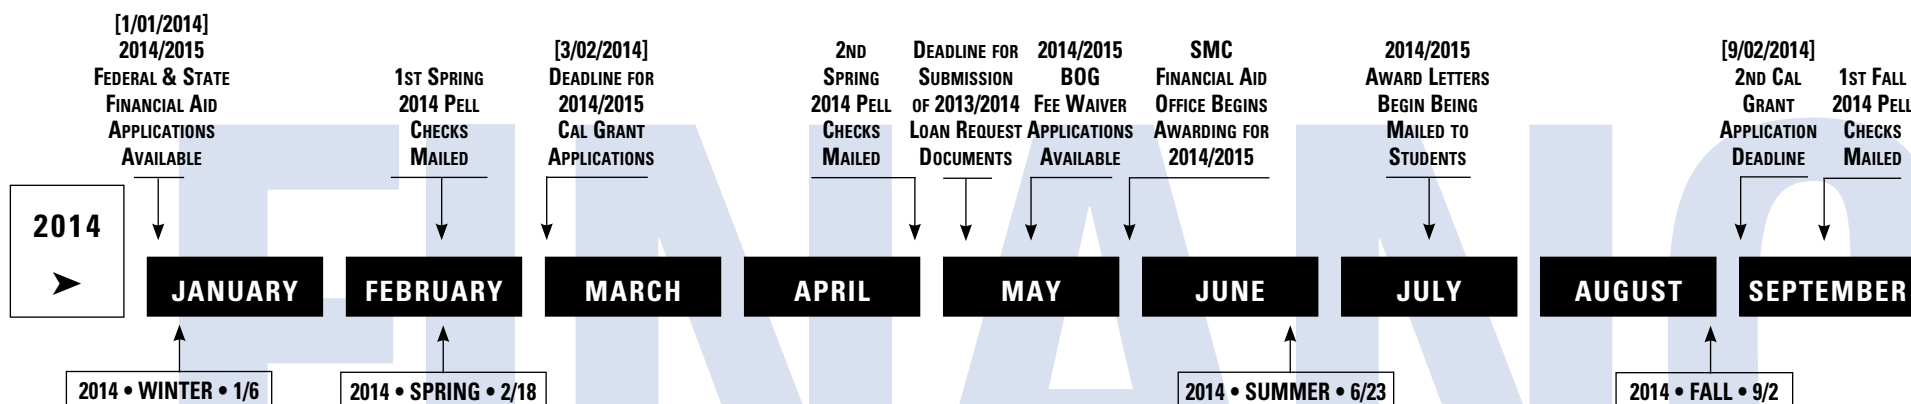 [1/01/2014]
2014/2015
FEDERAL & STATE
FINANCIAL AID
APPLICATIONS
AVAILABLE
1ST SPRING
2014 PELL
CHECKS
MAILED
[3/02/2014]
DEADLINE FOR
2014/2015
CAL GRANT
APPLICATIONS
2ND
SPRING
2014 PELL
CHECKS
MAILED
DEADLINE FOR
SUBMISSION
OF 2013/2014
LOAN REQUEST
DOCUMENTS
2014/2015
BOG
FEE WAIVER
APPLICATIONS
AVAILABLE
SMC
FINANCIAL AID
OFFICE BEGINS
AWARDING FOR
2014/2015
2014/2015
AWARD LETTERS
BEGIN BEING
MAILED TO
STUDENTS
[9/02/2014]
2ND CAL
GRANT
APPLICATION
DEADLINE
1ST FALL
2014 PELL
CHECKS
MAILED
2014
JANUARY
FEBRUARY
MARCH
APRIL
MAY
JUNE
JULY
AUGUST
SEPTEMBER
2014 • WINTER • 1/6
2014 • SPRING • 2/18
2014 • SUMMER • 6/23
2014 • FALL • 9/2
FINANC